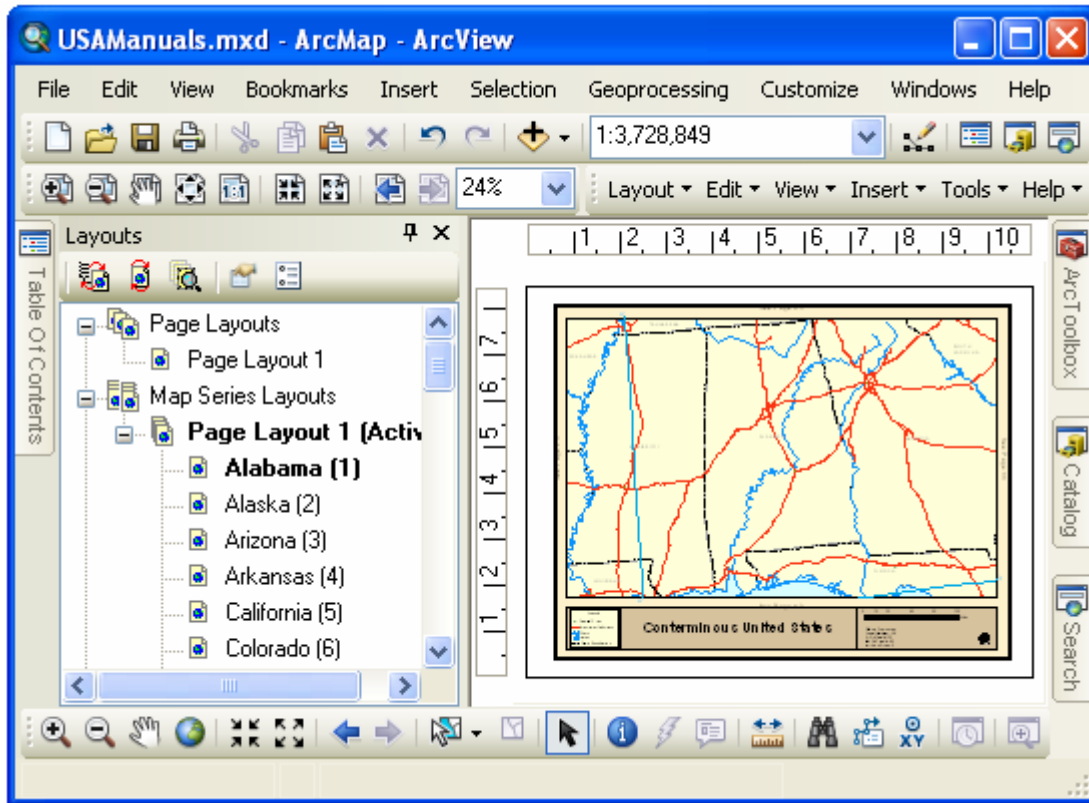 USAManuals.mxd - ArcMap - ArcView
File Edit View Bookmarks Insert Selection Geoprocessing Customize Windows Help
1:3,728,849
1:1 24% Layout Edit View Insert Tools Help
Table Of Contents
Layouts
Page Layouts
Page Layout 1
Map Series Layouts
Page Layout 1 (Activ
Alabama (1)
Alaska (2)
Arizona (3)
Arkansas (4)
California (5)
Colorado (6)
1 2 3 4 5 6 7 8 9 10
7
6
5
4
3
2
1
Conterminous United States
ArcToolbox
Catalog
Search
XY